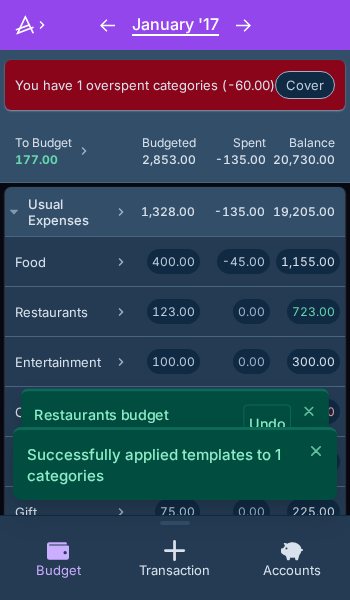 January '17
You have 1 overspent categories (-60.00) Cover
To Budget Budgeted Spent Balance
177.00 2,853.00 -135.00 20,730.00
Usual Expenses 1,328.00 -135.00 19,205.00
Food 400.00 -45.00 1,155.00
Restaurants 123.00 0.00 723.00
Entertainment 100.00 0.00 300.00
Restaurants budget Undo
Successfully applied templates to 1
categories
Gift 75.00 0.00 225.00
Budget Transaction Accounts